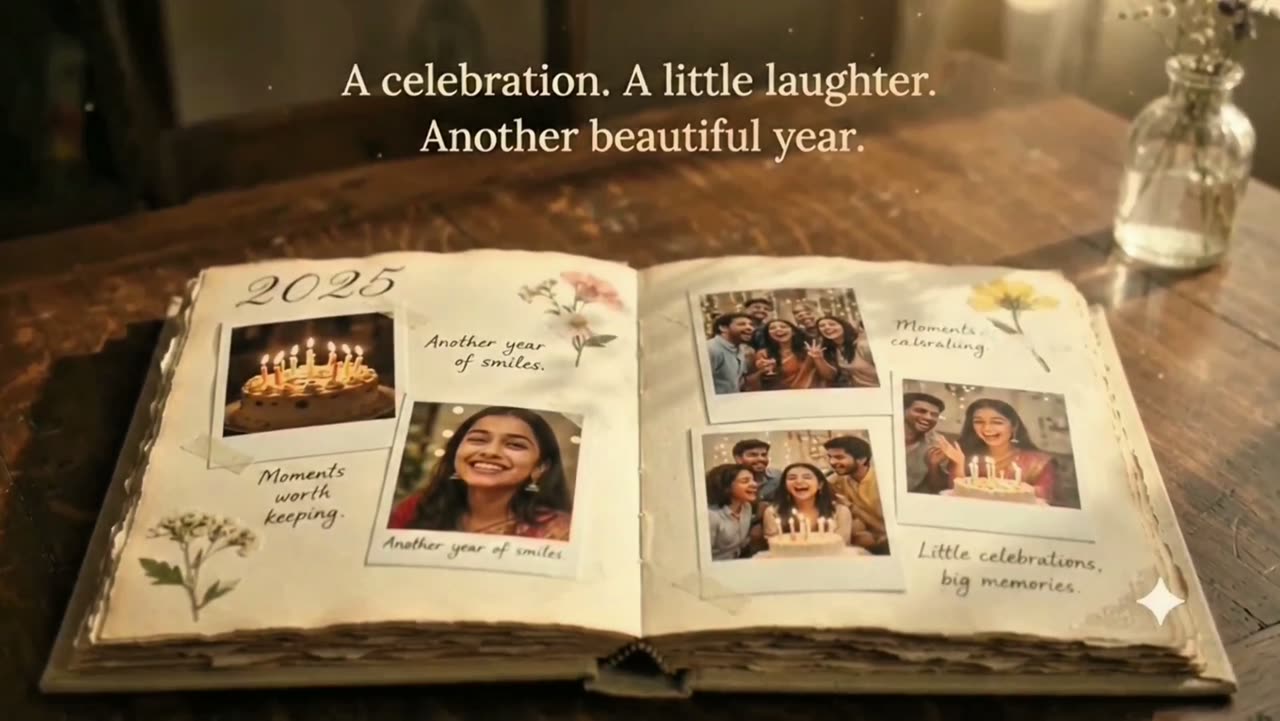 A celebration. A little laughter.
Another beautiful year.
2025
Another year
of smiles.
Moments
worth
keeping.
Another year of smiles.
Moments
Little celebrations,
big memories.